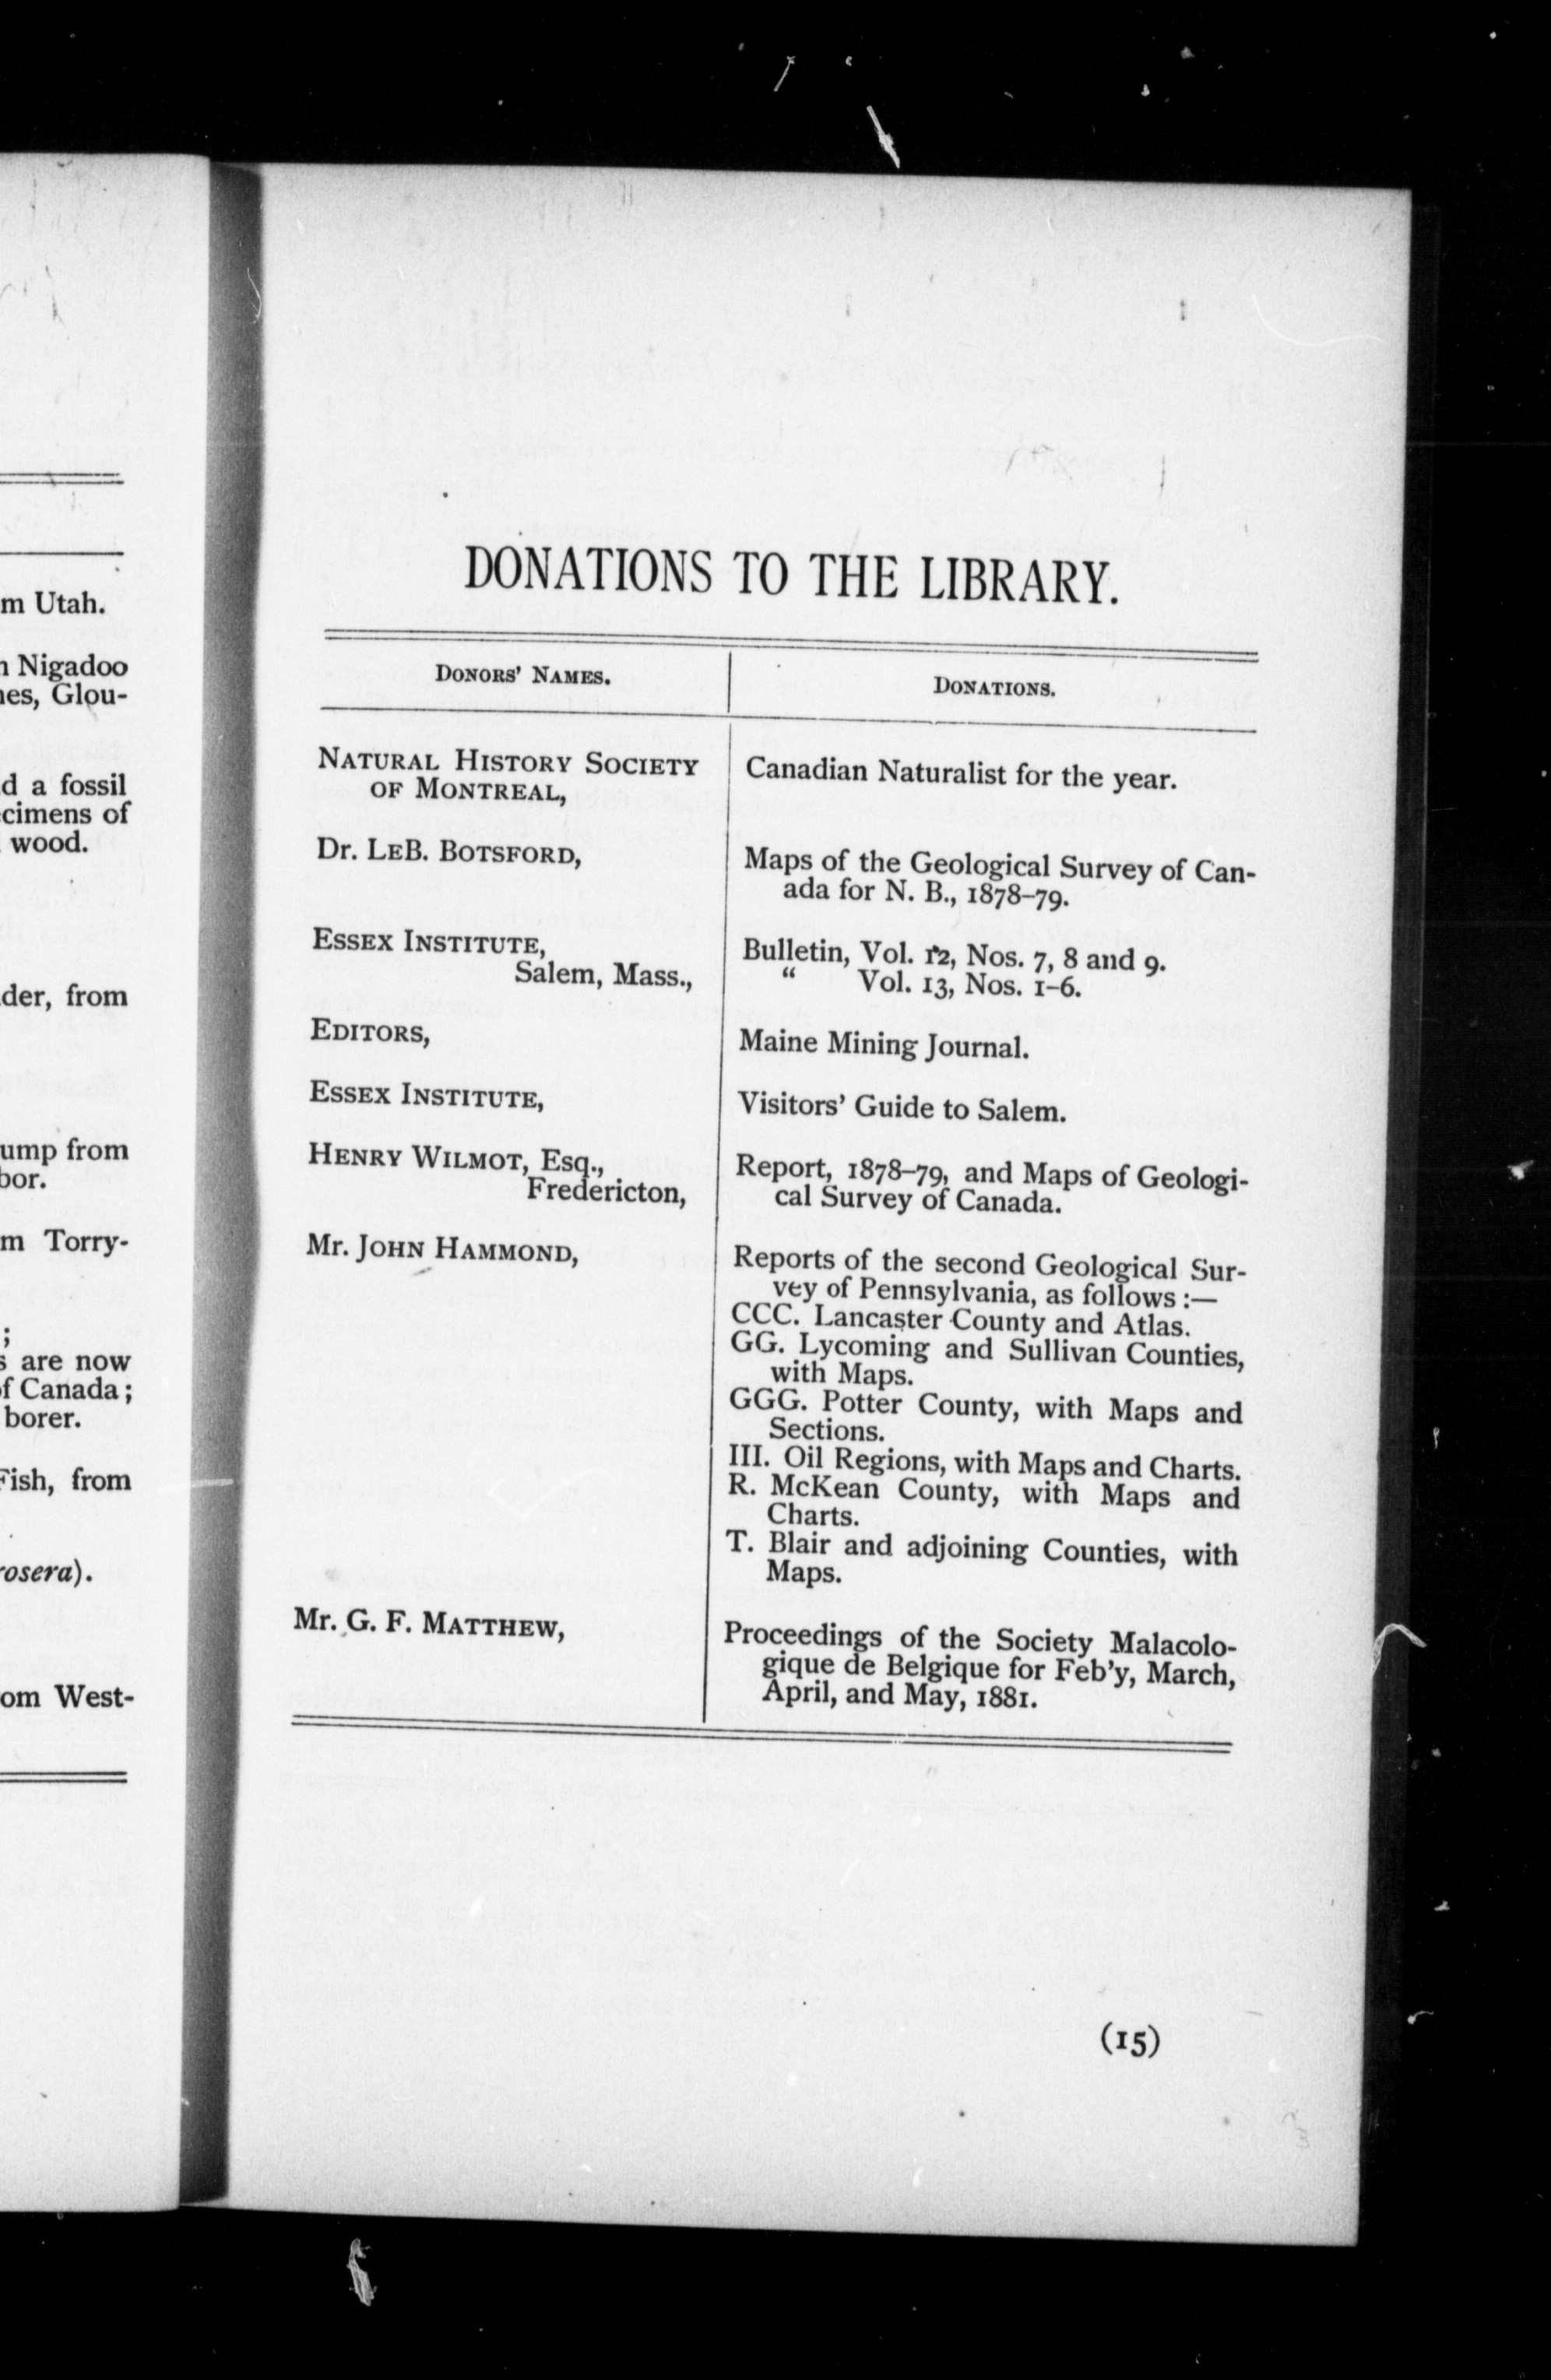 m Utah.
Nigadoo
es, Glou-
d a fossil
cimens of
wood.
der, from
ump from
bor.
m Torry-
;
s are now
f Canada;
borer.
Fish, from
rosera).
om West-
DONATIONS TO THE LIBRARY.
DONORS' NAMES.
DONATIONS.
NATURAL HISTORY SOCIETY
OF MONTREAL,
Canadian Naturalist for the year.
Dr. LEB. BOTSFORD,
Maps of the Geological Survey of Can-
ada for N. B., 1878–79.
ESSEX INSTITUTE,
Salem, Mass.,
Bulletin, Vol. 12, Nos. 7, 8 and 9.
“ Vol. 13, Nos. 1–6.
EDITORS,
Maine Mining Journal.
ESSEX INSTITUTE,
Visitors' Guide to Salem.
HENRY WILMOT, Esq.,
Fredericton,
Report, 1878–79, and Maps of Geologi-
cal Survey of Canada.
Mr. JOHN HAMMOND,
Reports of the second Geological Sur-
vey of Pennsylvania, as follows :—
CCC. Lancaster County and Atlas.
GG. Lycoming and Sullivan Counties,
with Maps.
GGG. Potter County, with Maps and
Sections.
III. Oil Regions, with Maps and Charts.
R. McKean County, with Maps and
Charts.
T. Blair and adjoining Counties, with
Maps.
Mr. G. F. MATTHEW,
Proceedings of the Society Malacolo-
gique de Belgique for Feb'y, March,
April, and May, 1881.
(15)